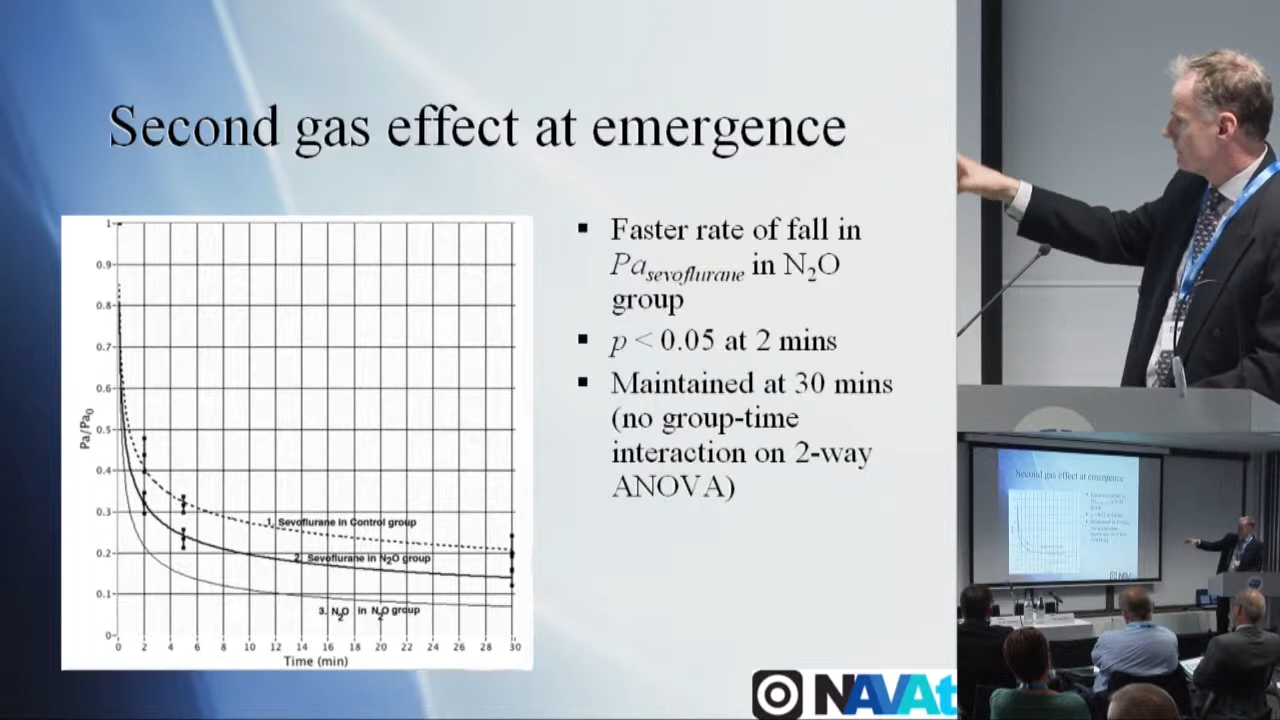 Second gas effect at emergence
▪ Faster rate of fall in
Pasevoflurane in N2O
group
▪ p < 0.05 at 2 mins
▪ Maintained at 30 mins
(no group-time
interaction on 2-way
ANOVA)
1
0.9
0.8
0.7
0.6
0.5
0.4
0.3
0.2
0.1
0
Pa/Pa0
1. Sevoflurane in Control group
2. Sevoflurane in N2O group
3. N2O in N2O group
0 2 4 6 8 10 12 14 16 18 20 22 24 26 28 30
Time (min)
NAVAt
Second gas effect at emergence